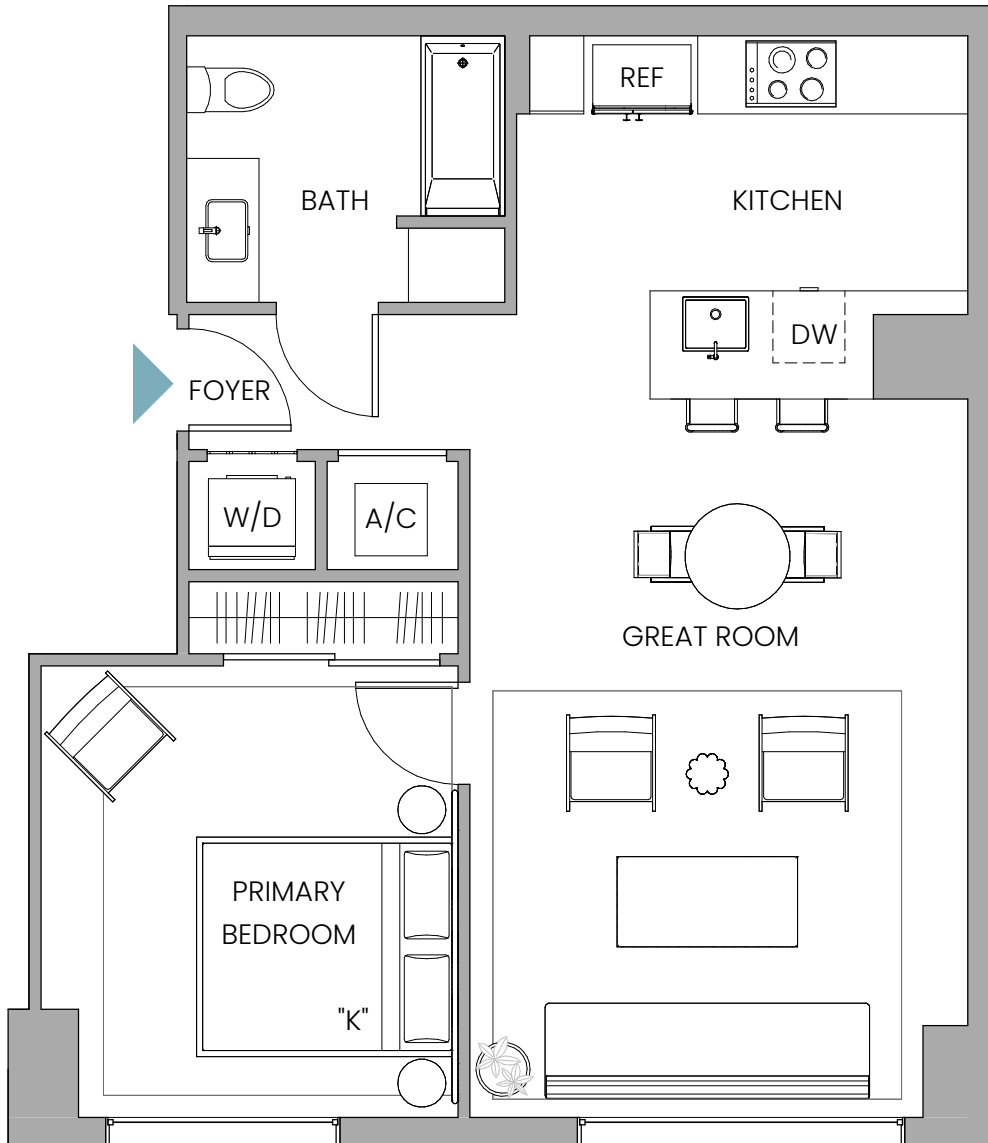 REF
BATH
KITCHEN
DW
FOYER
W/D
A/C
GREAT ROOM
PRIMARY
BEDROOM
"K"